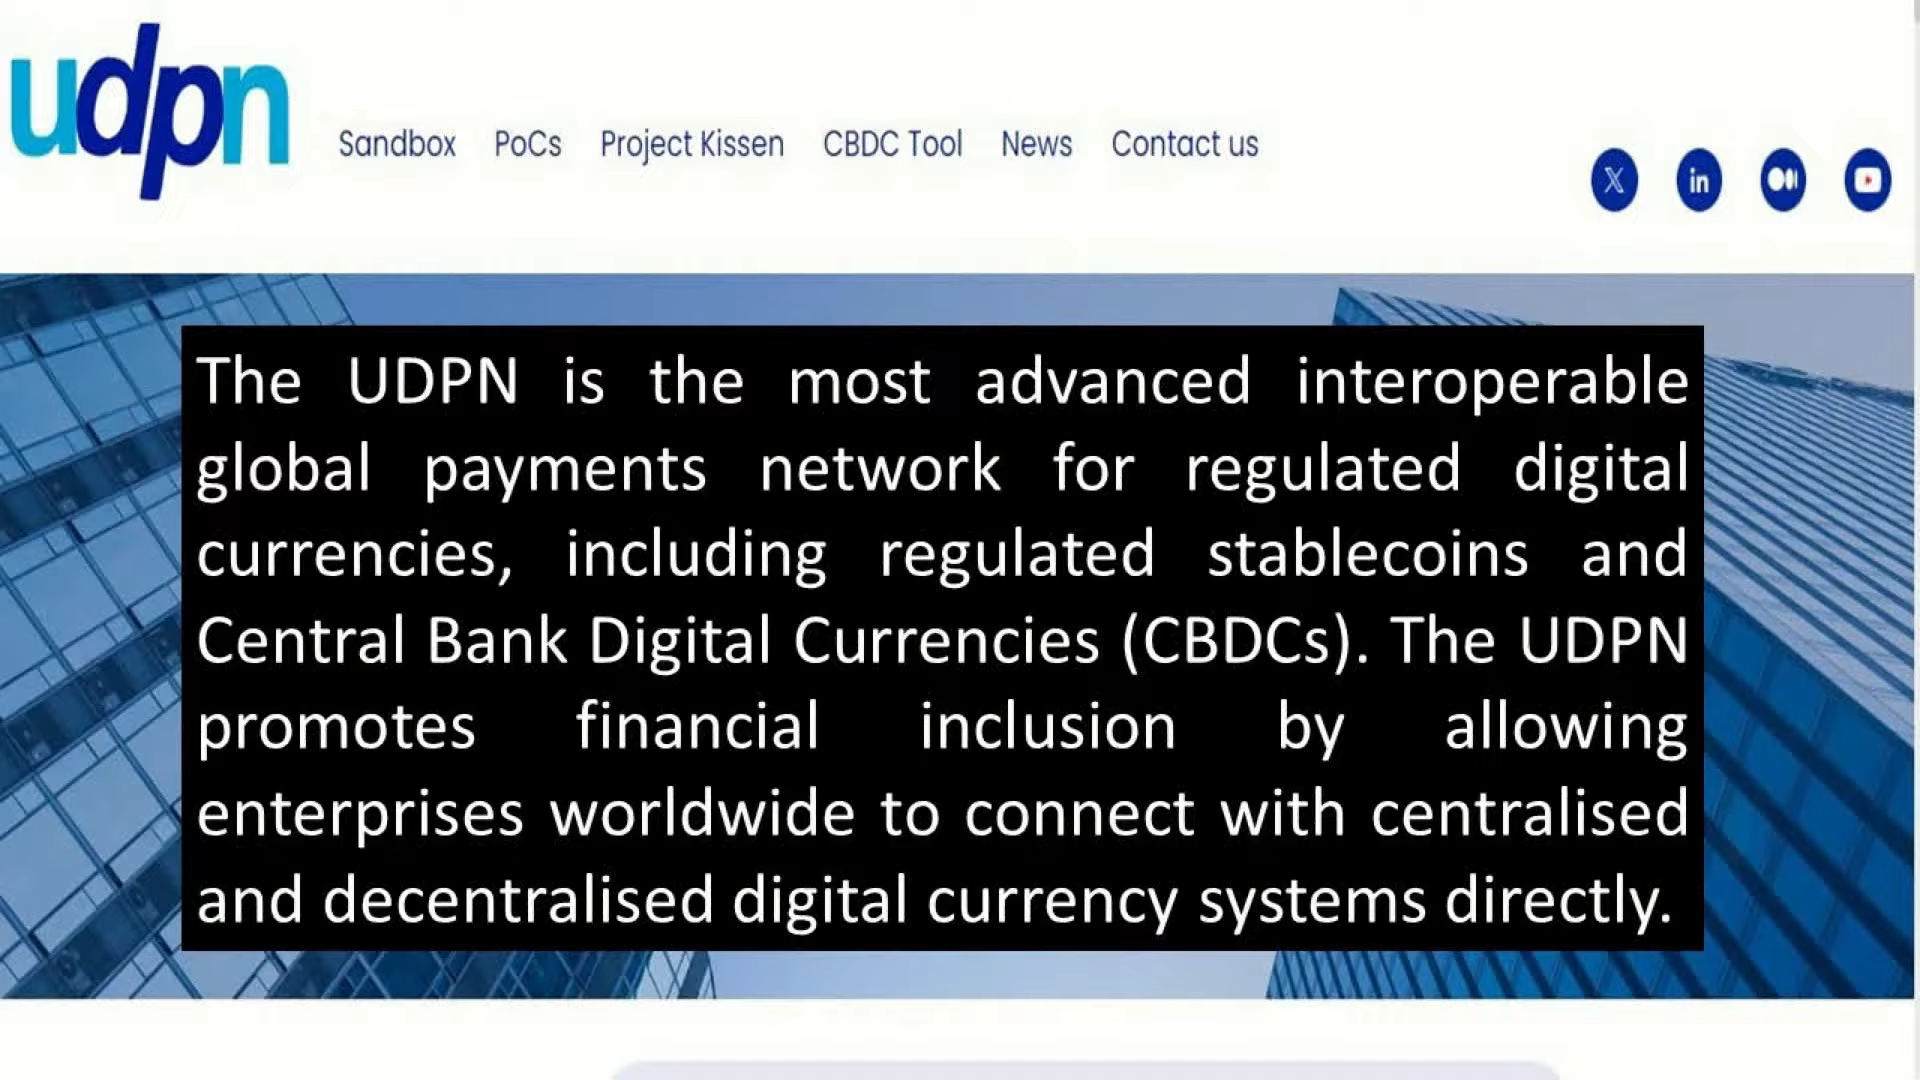 udpn
Sandbox PoCs Project Kissen CBDC Tool News Contact us
The UDPN is the most advanced interoperable
global payments network for regulated digital
currencies, including regulated stablecoins and
Central Bank Digital Currencies (CBDCs). The UDPN
promotes financial inclusion by allowing
enterprises worldwide to connect with centralised
and decentralised digital currency systems directly.